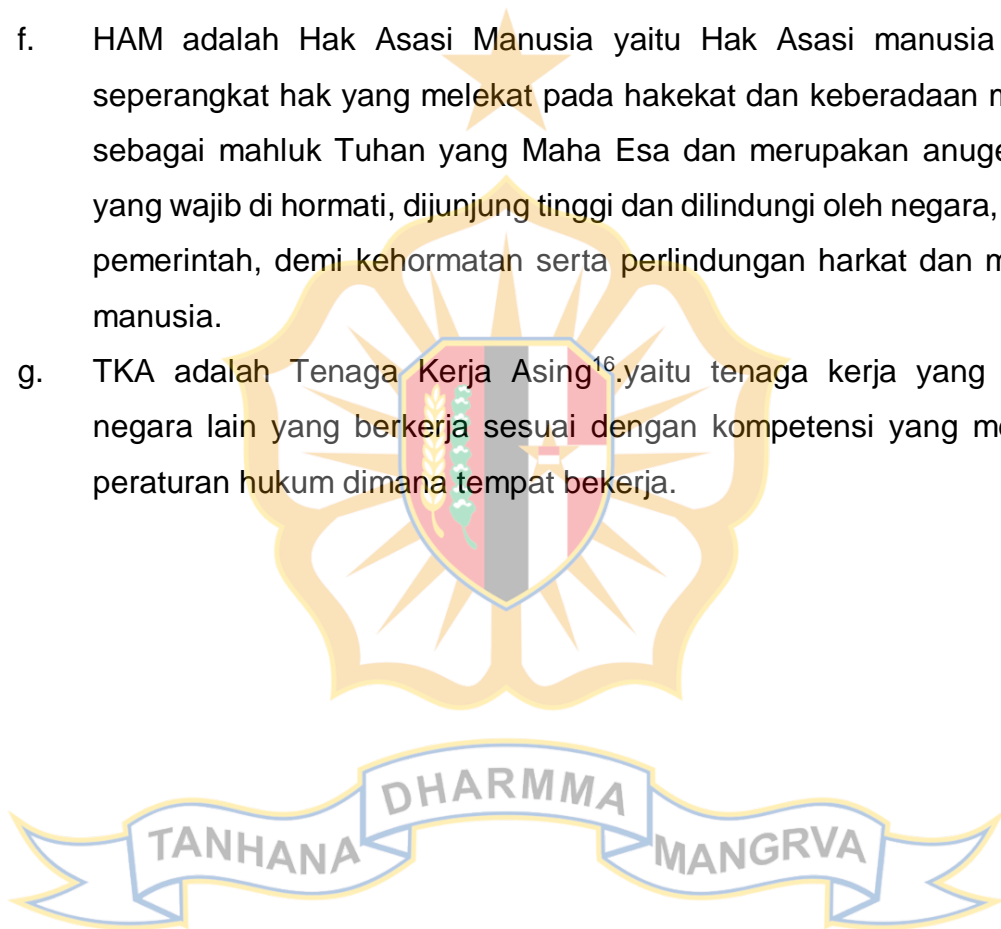 f. HAM adalah Hak Asasi Manusia yaitu Hak Asasi manusia
seperangkat hak yang melekat pada hakekat dan keberadaan
sebagai mahluk Tuhan yang Maha Esa dan merupakan
yang wajib di hormati, dijunjung tinggi dan dilindungi oleh negara,
pemerintah, demi kehormatan serta perlindungan harkat dan
manusia.
g. TKA adalah Tenaga Kerja Asing16.yaitu tenaga kerja yang
negara lain yang berkerja sesuai dengan kompetensi yang
peraturan hukum dimana tempat bekerja.
TANHANA DHARMMA MANGRVA